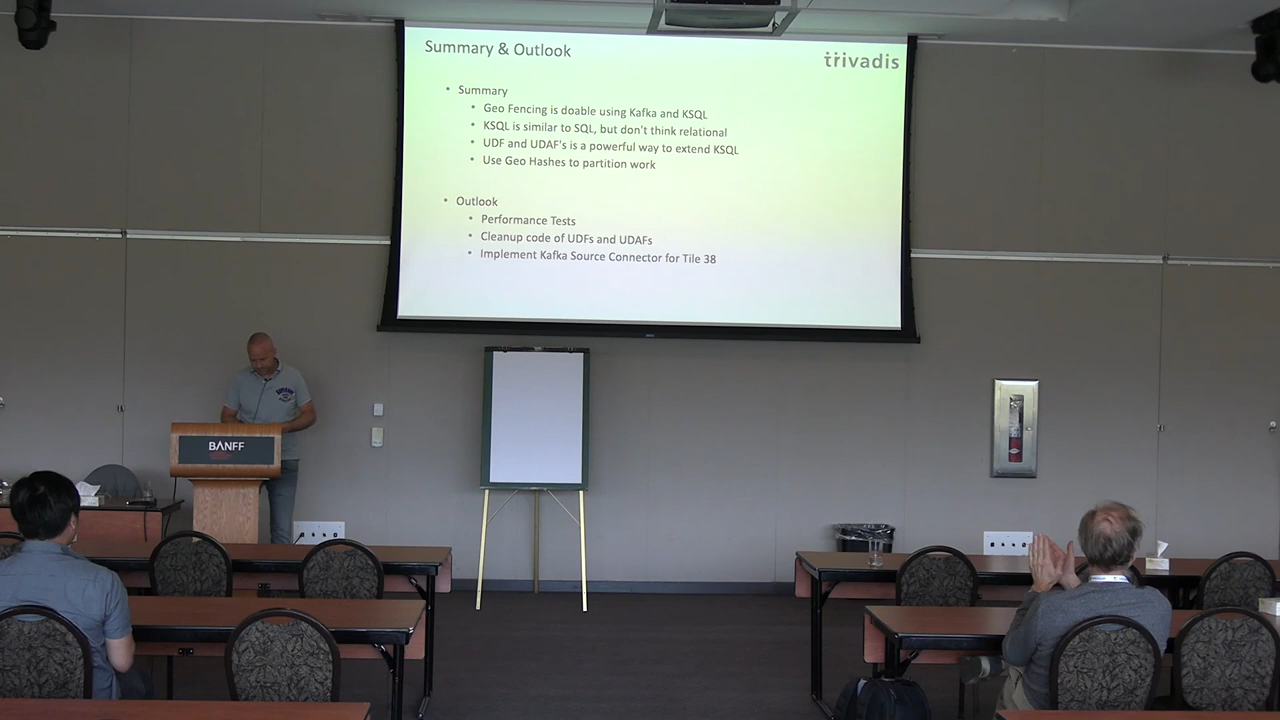 Summary & Outlook
trivadis
• Summary
• Geo Fencing is doable using Kafka and KSQL
• KSQL is similar to SQL, but don't think relational
• UDF and UDAF's is a powerful way to extend KSQL
• Use Geo Hashes to partition work
• Outlook
• Performance Tests
• Cleanup code of UDFs and UDAFs
• Implement Kafka Source Connector for Tile 38
BANFF